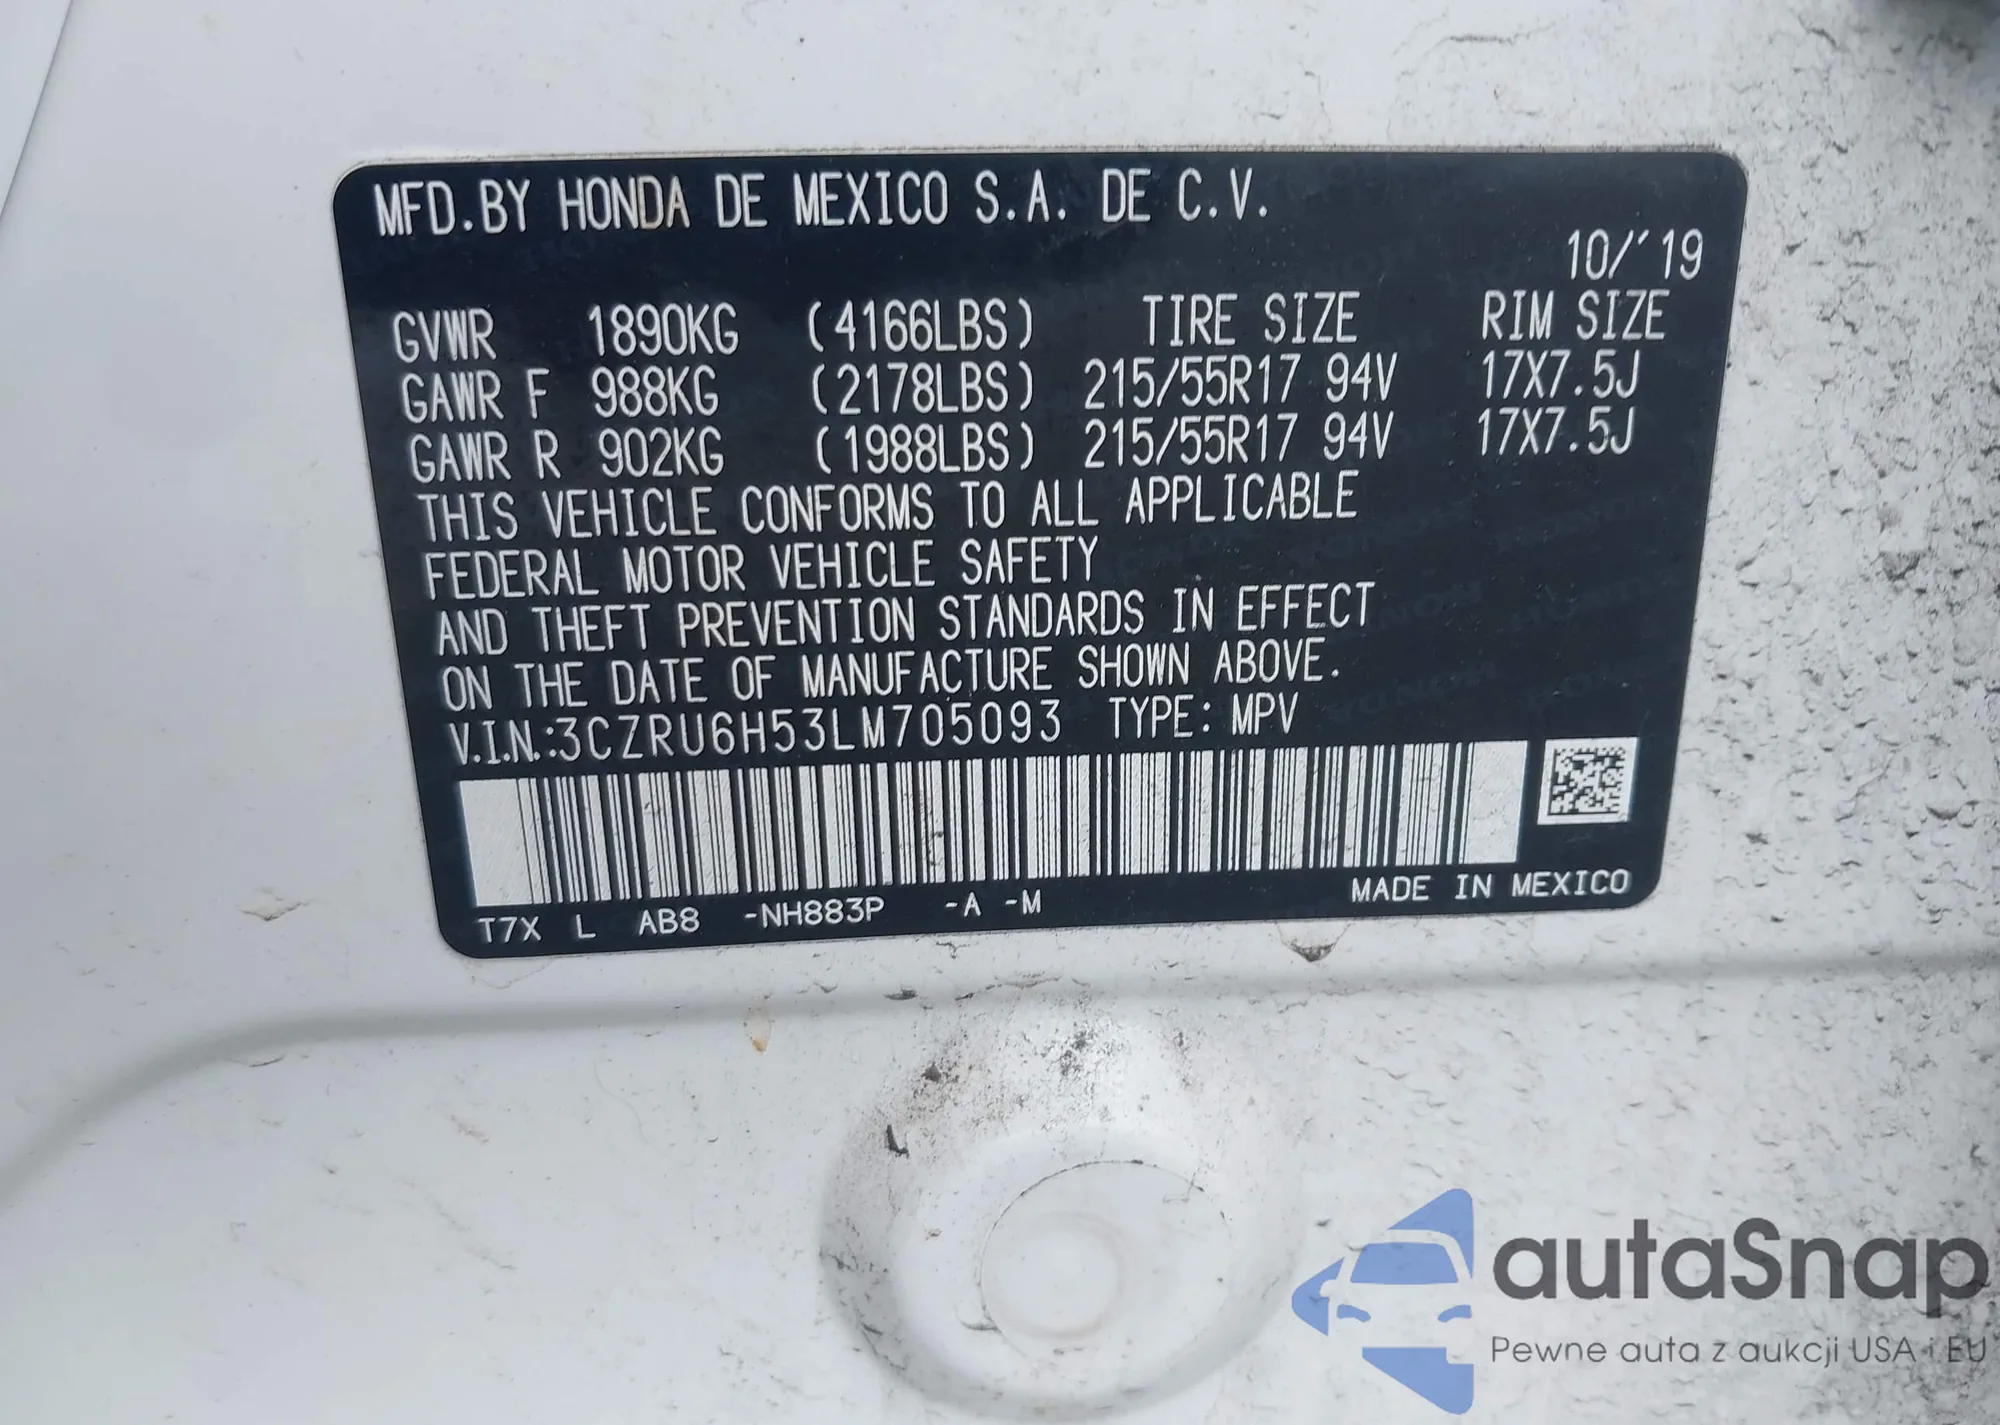 MFD.BY HONDA DE MEXICO S.A. DE C.V.
10/'19
GVWR 1890KG (4166LBS) TIRE SIZE RIM SIZE
GAWR F 988KG (2178LBS) 215/55R17 94V 17X7.5J
GAWR R 902KG (1988LBS) 215/55R17 94V 17X7.5J
THIS VEHICLE CONFORMS TO ALL APPLICABLE
FEDERAL MOTOR VEHICLE SAFETY
AND THEFT PREVENTION STANDARDS IN EFFECT
ON THE DATE OF MANUFACTURE SHOWN ABOVE.
V.I.N.:3CZRU6H53LM705093 TYPE: MPV
T7X L AB8 -NH883P -A -M MADE IN MEXICO
autaSnap
Pewne auta z aukcji USA i EU